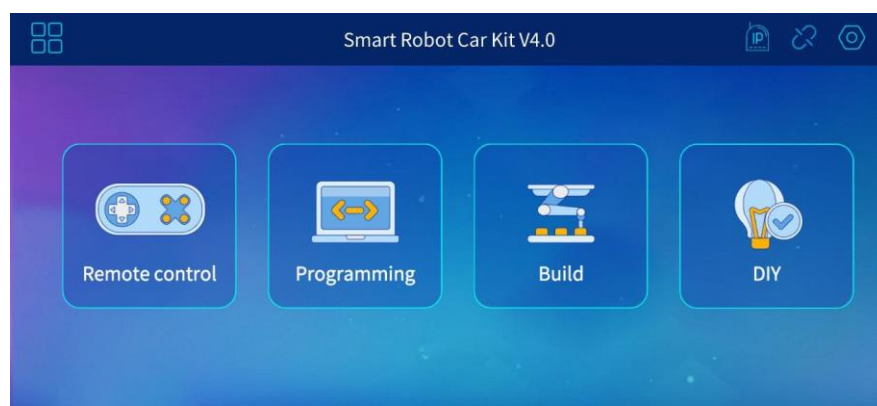 Smart Robot Car Kit V4.0
IP
Remote control
Programming
Build
DIY